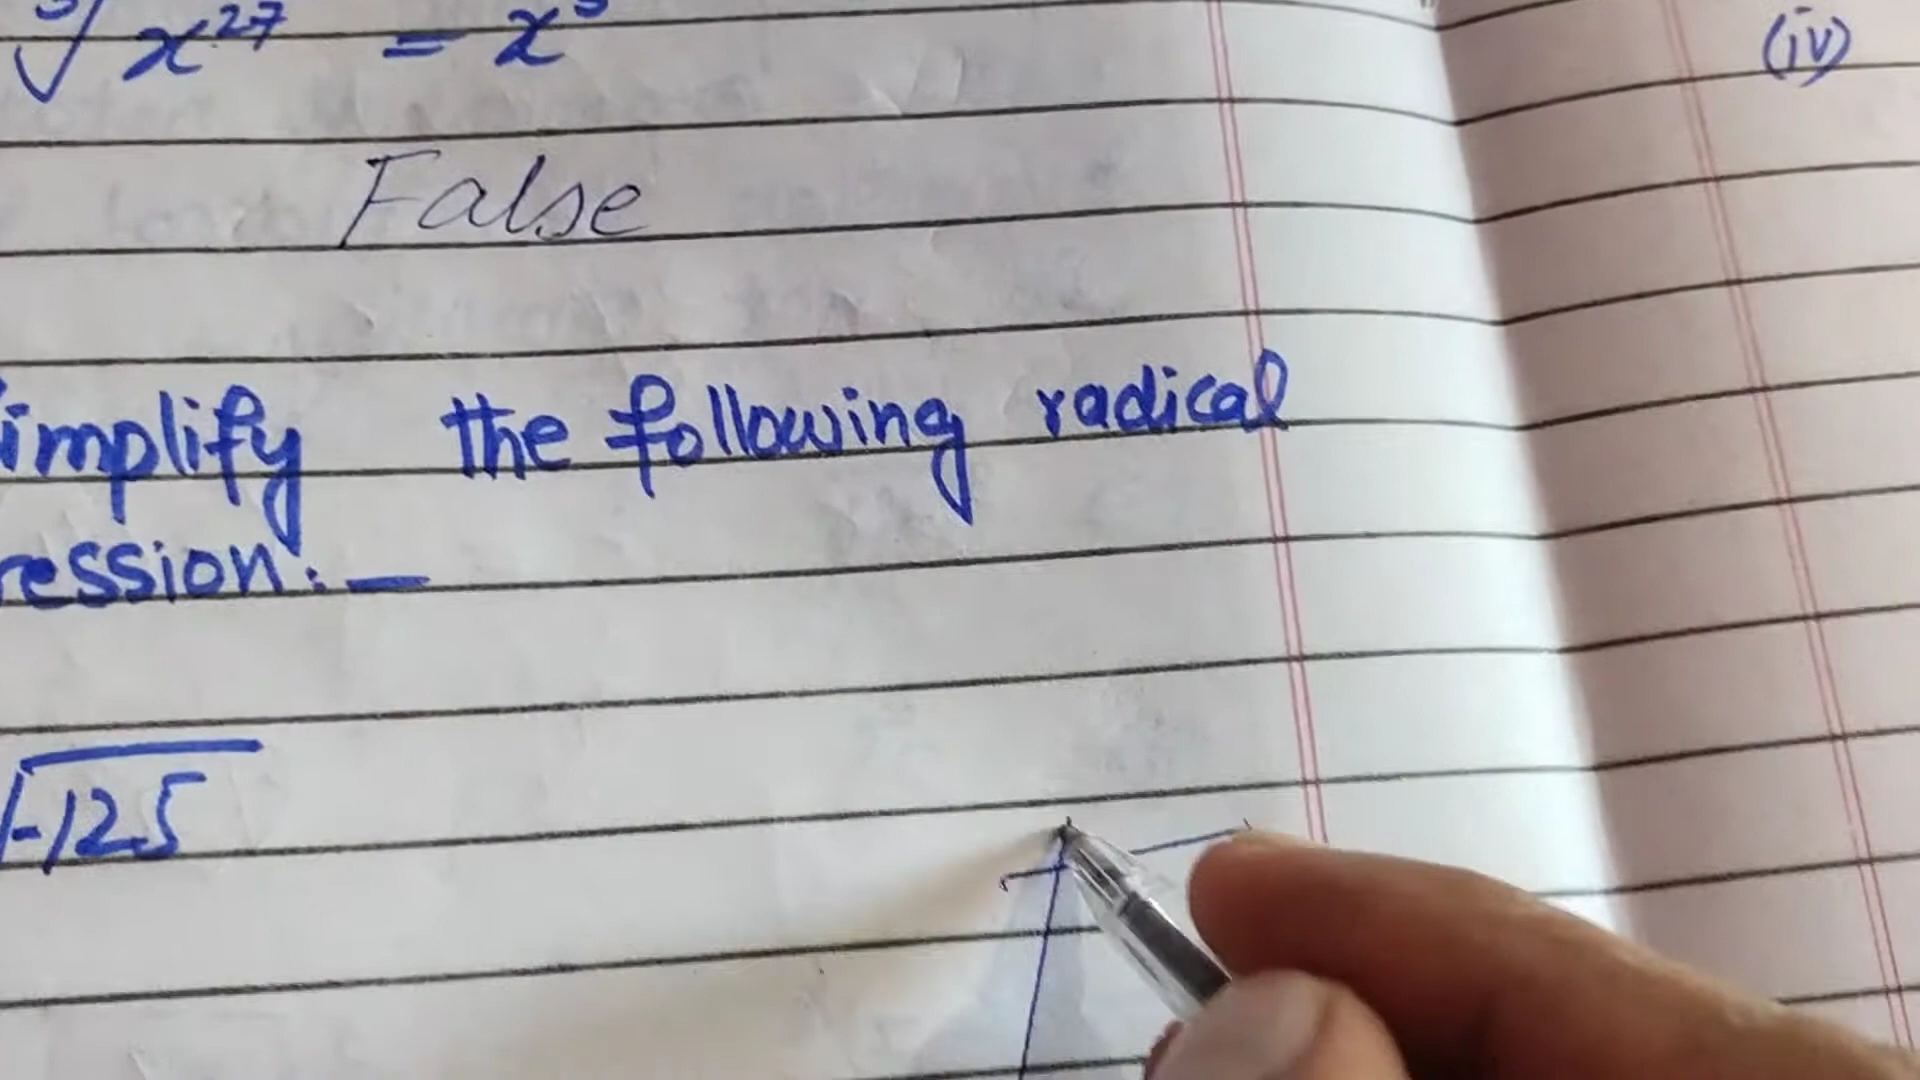 ∛x²⁷ = x³
(iv)
False
implify the following radical
ression:—
√-125